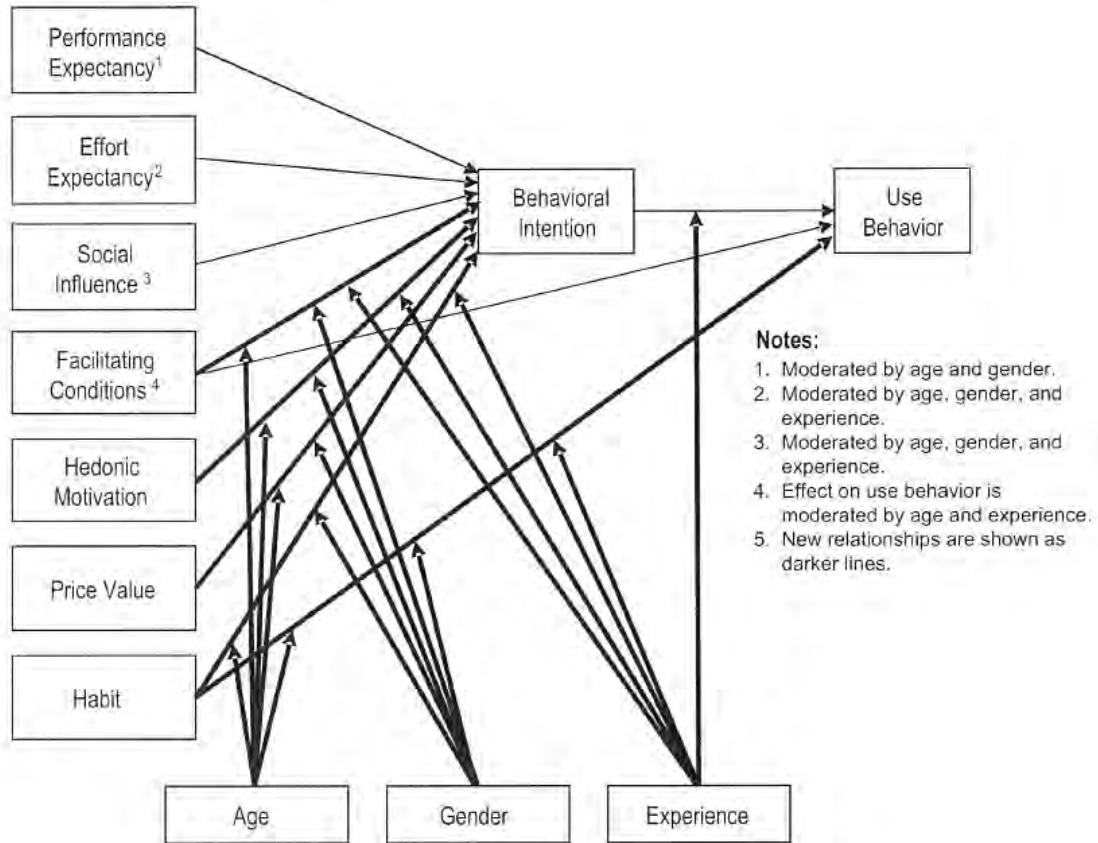 Performance
Expectancy¹
Effort
Expectancy²
Social
Influence ³
Facilitating
Conditions ⁴
Hedonic
Motivation
Price Value
Habit
Behavioral
Intention
Use
Behavior
Notes:
1. Moderated by age and gender.
2. Moderated by age, gender, and
experience.
3. Moderated by age, gender, and
experience.
4. Effect on use behavior is
moderated by age and experience.
5. New relationships are shown as
darker lines.
Age
Gender
Experience